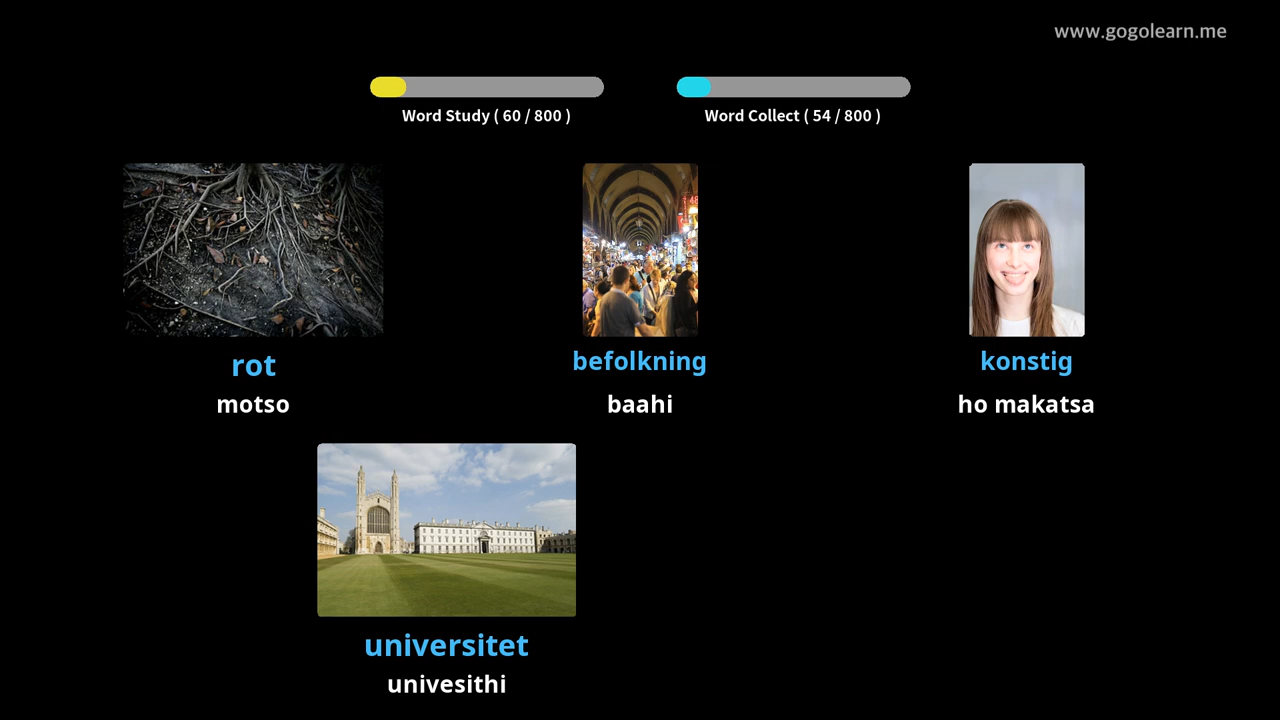 www.gogolearn.me
Word Study ( 60 / 800 )
Word Collect ( 54 / 800 )
rot
motso
befolkning
baahi
konstig
ho makatsa
universitet
univesithi